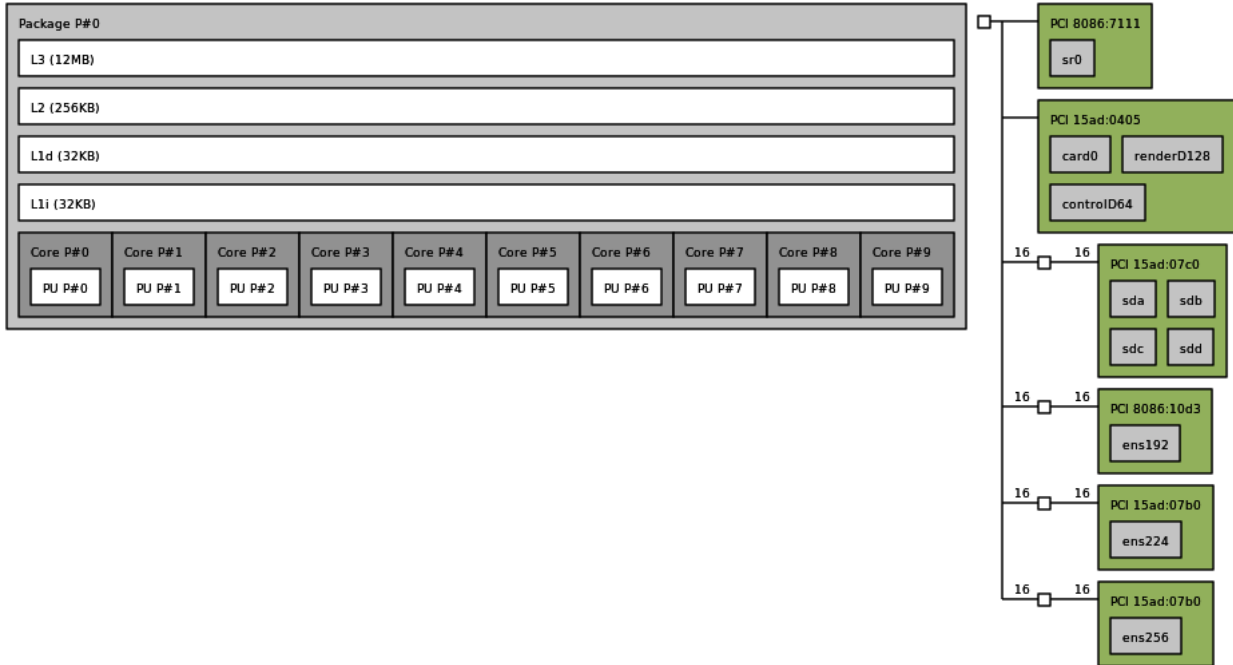 Package P#0
L3 (12MB)
L2 (256KB)
L1d (32KB)
L1i (32KB)
Core P#0 Core P#1 Core P#2 Core P#3 Core P#4 Core P#5 Core P#6 Core P#7 Core P#8 Core P#9
PU P#0 PU P#1 PU P#2 PU P#3 PU P#4 PU P#5 PU P#6 PU P#7 PU P#8 PU P#9
PCI 8086:7111
sr0
PCI 15ad:0405
card0 renderD128
controlD64
16 16 PCI 15ad:07c0
sda sdb
sdc sdd
16 16 PCI 8086:10d3
ens192
16 16 PCI 15ad:07b0
ens224
16 16 PCI 15ad:07b0
ens256